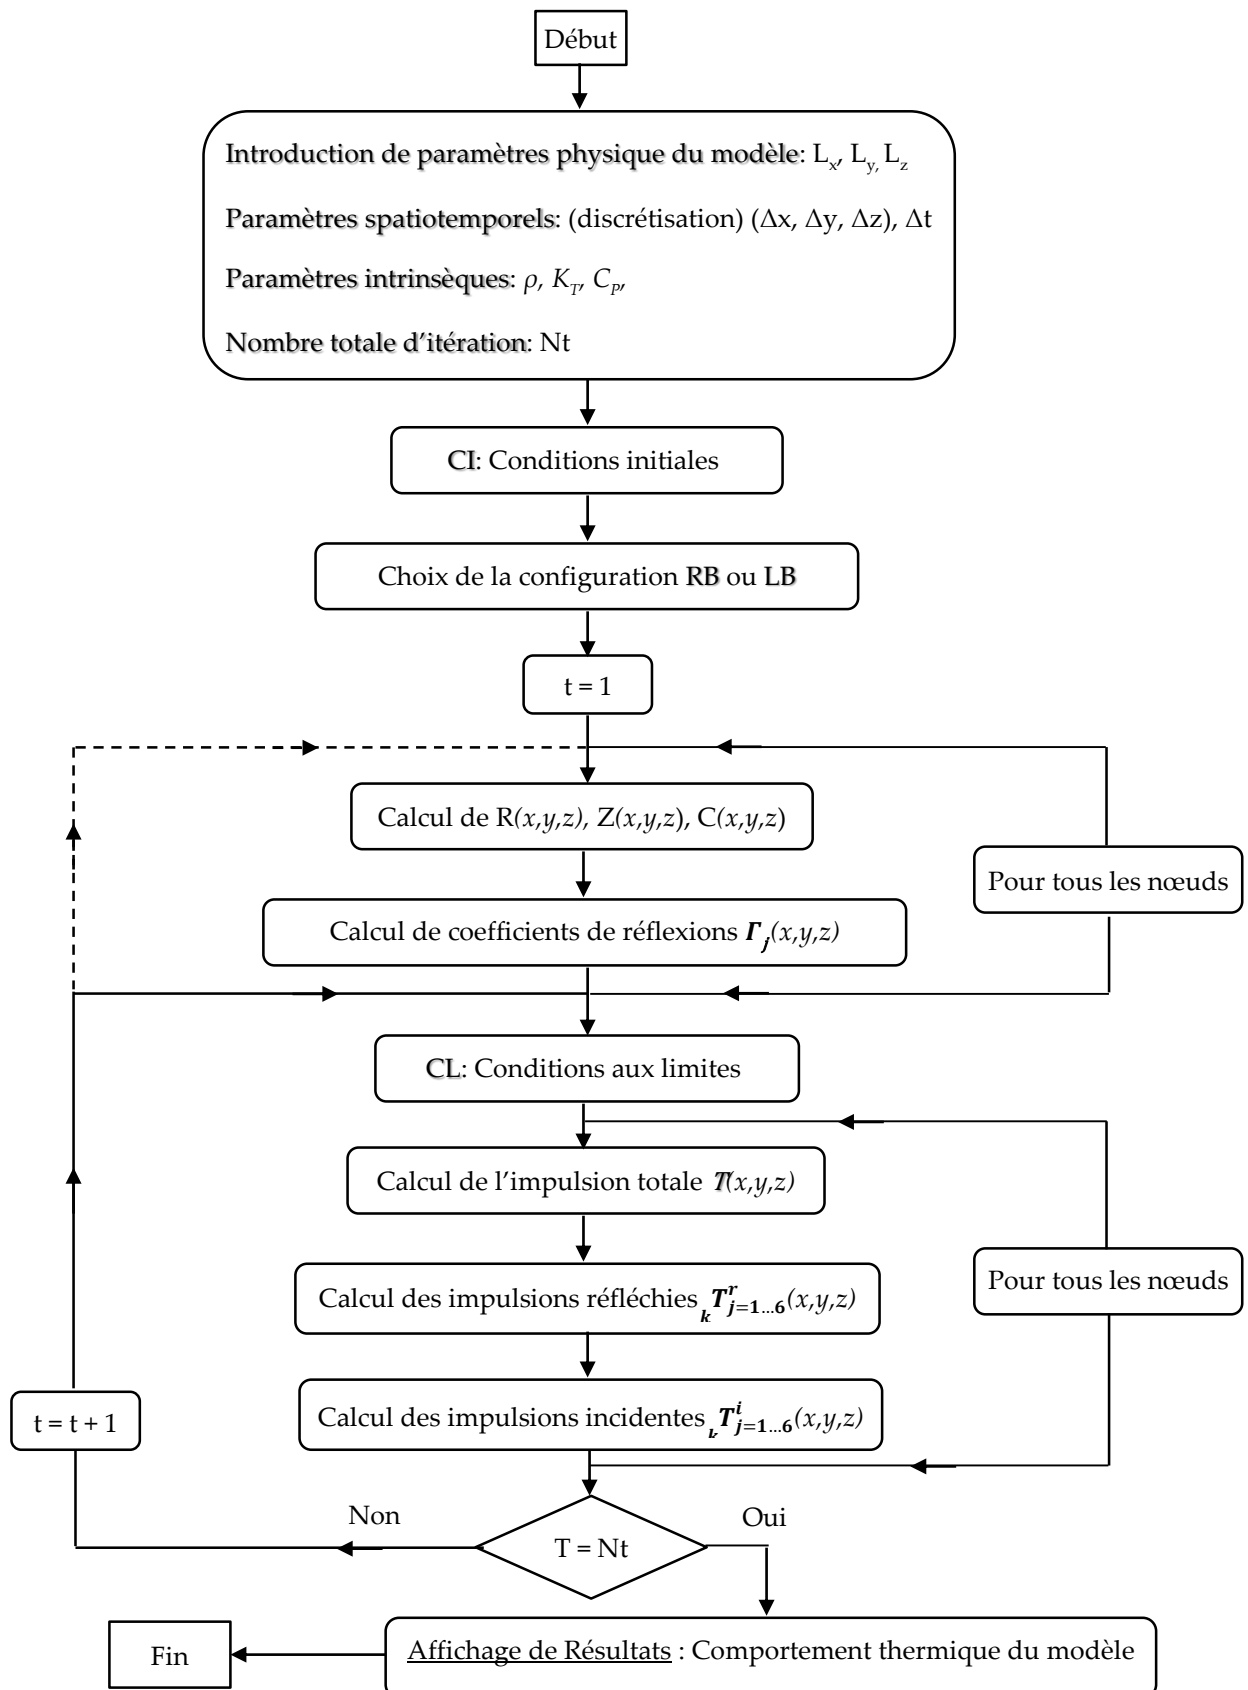 Début
Introduction de paramètres physique du modèle: Lx, Ly, Lz
Paramètres spatiotemporels: (discrétisation) (Δx, Δy, Δz), Δt
Paramètres intrinsèques: ρ, KT, CP,
Nombre totale d'itération: Nt
CI: Conditions initiales
Choix de la configuration RB ou LB
t = 1
Calcul de R(x,y,z), Z(x,y,z), C(x,y,z)
Pour tous les nœuds
Calcul de coefficients de réflexions Γj(x,y,z)
CL: Conditions aux limites
Calcul de l'impulsion totale T(x,y,z)
Pour tous les nœuds
Calcul des impulsions réfléchies kT^r_j=1...6(x,y,z)
Calcul des impulsions incidentes kT^i_j=1...6(x,y,z)
t = t + 1
Non
Oui
T = Nt
Affichage de Résultats : Comportement thermique du modèle
Fin